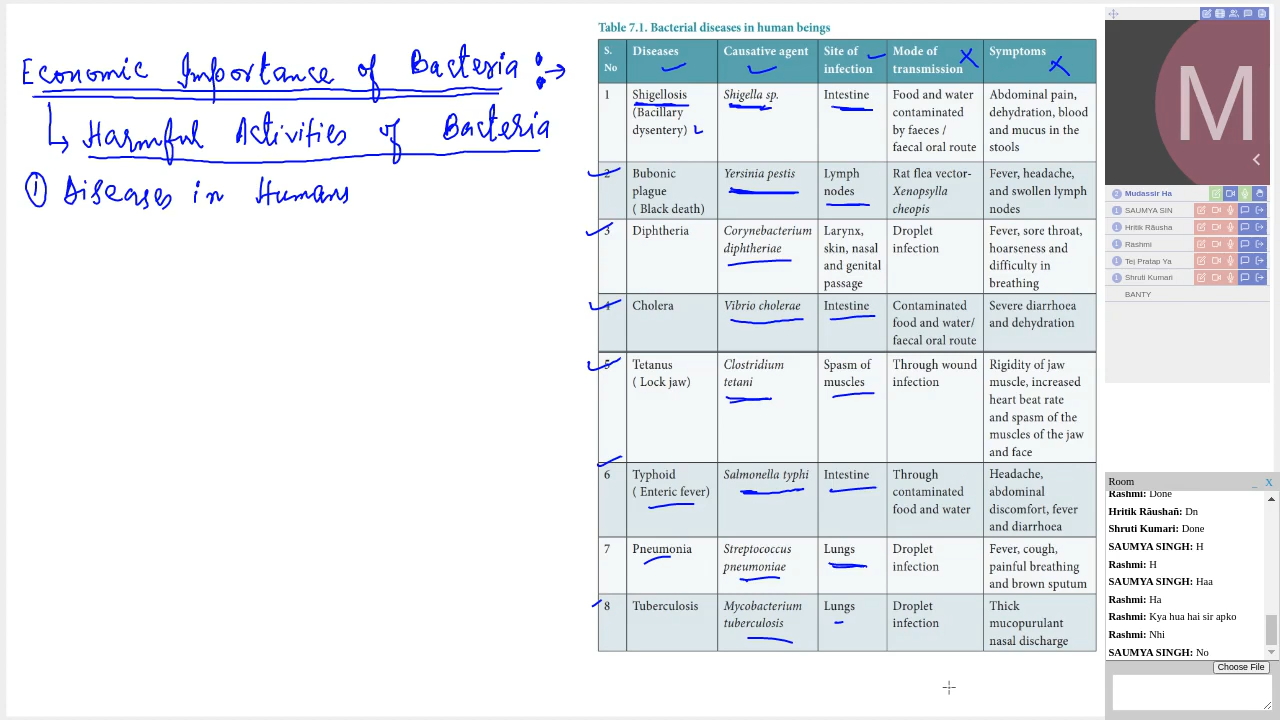 Economic Importance of Bacteria :→
Harmful Activities of Bacteria
① Diseases in Humans
Table 7.1. Bacterial diseases in human beings
S. No Diseases Causative agent Site of infection Mode of transmission Symptoms
1 Shigellosis (Bacillary dysentery) Shigella sp. Intestine Food and water contaminated by faeces / faecal oral route Abdominal pain, dehydration, blood and mucus in the stools
2 Bubonic plague ( Black death) Yersinia pestis Lymph nodes Rat flea vector- Xenopsylla cheopis Fever, headache, and swollen lymph nodes
3 Diphtheria Corynebacterium diphtheriae Larynx, skin, nasal and genital passage Droplet infection Fever, sore throat, hoarseness and difficulty in breathing
4 Cholera Vibrio cholerae Intestine Contaminated food and water/ faecal oral route Severe diarrhoea and dehydration
5 Tetanus ( Lock jaw) Clostridium tetani Spasm of muscles Through wound infection Rigidity of jaw muscle, increased heart beat rate and spasm of the muscles of the jaw and face
6 Typhoid ( Enteric fever) Salmonella typhi Intestine Through contaminated food and water Headache, abdominal discomfort, fever and diarrhoea
7 Pneumonia Streptococcus pneumoniae Lungs Droplet infection Fever, cough, painful breathing and brown sputum
8 Tuberculosis Mycobacterium tuberculosis Lungs Droplet infection Thick mucopurulant nasal discharge
M
2 Mudassir Ha
1 SAUMYA SIN
1 Hritik Râusha
1 Rashmi
1 Tej Pratap Ya
1 Shruti Kumari
BANTY
Room _ X
Rashmi: Done
Hritik Râushañ: Dn
Shruti Kumari: Done
SAUMYA SINGH: H
Rashmi: H
SAUMYA SINGH: Haa
Rashmi: Ha
Rashmi: Kya hua hai sir apko
Rashmi: Nhi
SAUMYA SINGH: No
Choose File